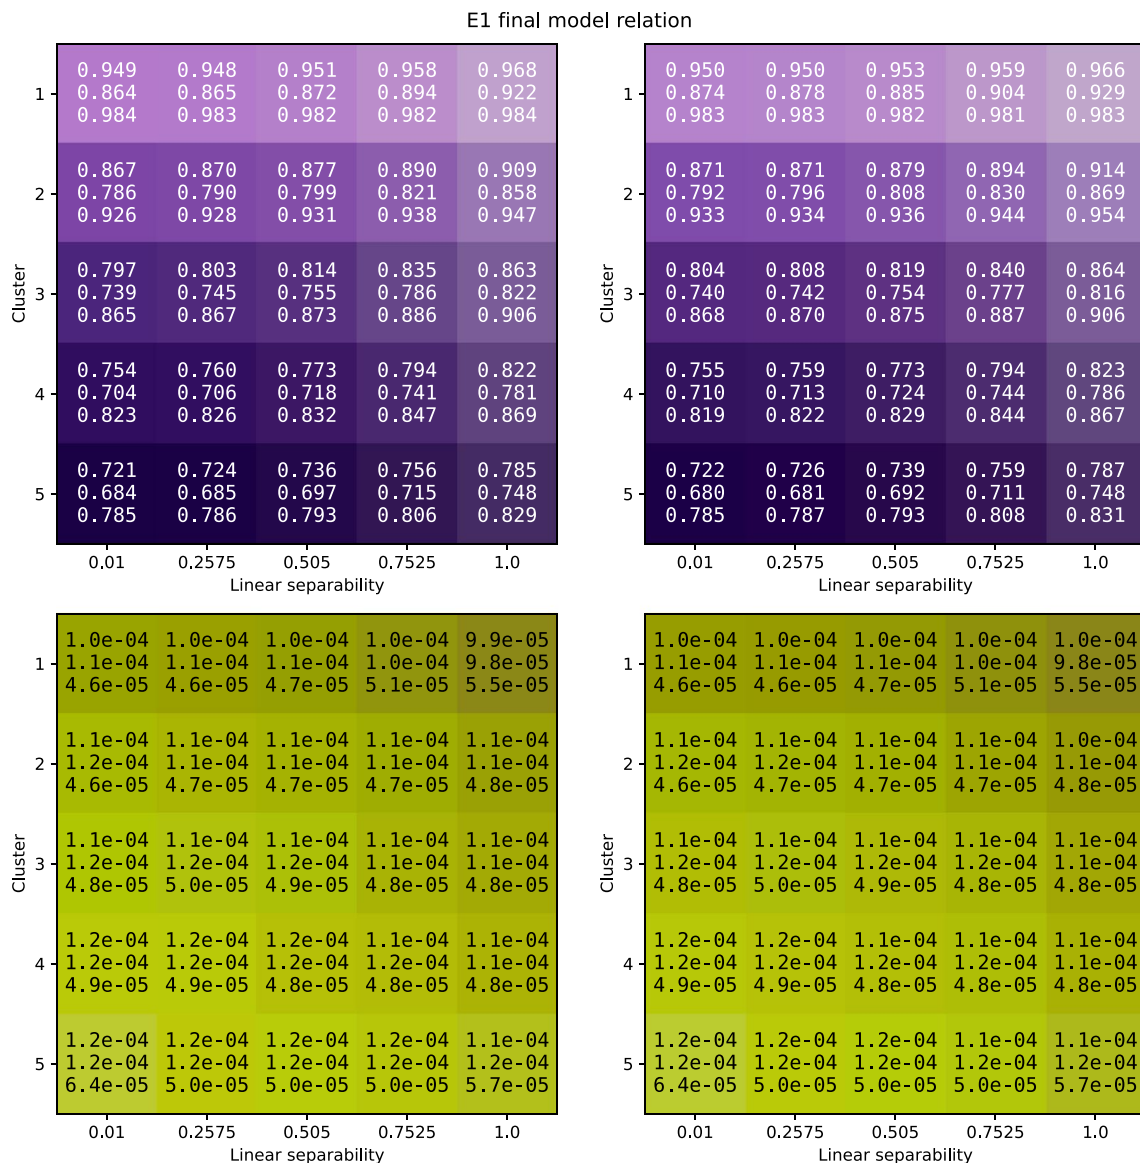 E1 final model relation
0.949 0.948 0.951 0.958 0.968
0.864 0.865 0.872 0.894 0.922
0.984 0.983 0.982 0.982 0.984
1
0.867 0.870 0.877 0.890 0.909
0.786 0.790 0.799 0.821 0.858
0.926 0.928 0.931 0.938 0.947
2
0.797 0.803 0.814 0.835 0.863
0.739 0.745 0.755 0.786 0.822
0.865 0.867 0.873 0.886 0.906
3
0.754 0.760 0.773 0.794 0.822
0.704 0.706 0.718 0.741 0.781
0.823 0.826 0.832 0.847 0.869
4
0.721 0.724 0.736 0.756 0.785
0.684 0.685 0.697 0.715 0.748
0.785 0.786 0.793 0.806 0.829
5
Cluster
0.01 0.2575 0.505 0.7525 1.0
Linear separability
0.950 0.950 0.953 0.959 0.966
0.874 0.878 0.885 0.904 0.929
0.983 0.983 0.982 0.981 0.983
1
0.871 0.871 0.879 0.894 0.914
0.792 0.796 0.808 0.830 0.869
0.933 0.934 0.936 0.944 0.954
2
0.804 0.808 0.819 0.840 0.864
0.740 0.742 0.754 0.777 0.816
0.868 0.870 0.875 0.887 0.906
3
0.755 0.759 0.773 0.794 0.823
0.710 0.713 0.724 0.744 0.786
0.819 0.822 0.829 0.844 0.867
4
0.722 0.726 0.739 0.759 0.787
0.680 0.681 0.692 0.711 0.748
0.785 0.787 0.793 0.808 0.831
5
Cluster
0.01 0.2575 0.505 0.7525 1.0
Linear separability
1.0e-04 1.0e-04 1.0e-04 1.0e-04 9.9e-05
1.1e-04 1.1e-04 1.1e-04 1.0e-04 9.8e-05
4.6e-05 4.6e-05 4.7e-05 5.1e-05 5.5e-05
1
1.1e-04 1.1e-04 1.1e-04 1.1e-04 1.1e-04
1.2e-04 1.1e-04 1.1e-04 1.1e-04 1.1e-04
4.6e-05 4.7e-05 4.7e-05 4.7e-05 4.8e-05
2
1.1e-04 1.1e-04 1.1e-04 1.1e-04 1.1e-04
1.2e-04 1.2e-04 1.2e-04 1.1e-04 1.1e-04
4.8e-05 5.0e-05 4.9e-05 4.8e-05 4.8e-05
3
1.2e-04 1.2e-04 1.2e-04 1.1e-04 1.1e-04
1.2e-04 1.2e-04 1.2e-04 1.2e-04 1.1e-04
4.9e-05 4.9e-05 4.8e-05 4.8e-05 4.8e-05
4
1.2e-04 1.2e-04 1.2e-04 1.2e-04 1.1e-04
1.2e-04 1.2e-04 1.2e-04 1.2e-04 1.2e-04
6.4e-05 5.0e-05 5.0e-05 5.0e-05 5.7e-05
5
Cluster
0.01 0.2575 0.505 0.7525 1.0
Linear separability
1.0e-04 1.0e-04 1.0e-04 1.0e-04 1.0e-04
1.1e-04 1.1e-04 1.1e-04 1.0e-04 9.8e-05
4.6e-05 4.6e-05 4.7e-05 5.1e-05 5.5e-05
1
1.1e-04 1.1e-04 1.1e-04 1.1e-04 1.0e-04
1.2e-04 1.2e-04 1.1e-04 1.1e-04 1.1e-04
4.6e-05 4.7e-05 4.7e-05 4.7e-05 4.8e-05
2
1.1e-04 1.1e-04 1.1e-04 1.1e-04 1.1e-04
1.2e-04 1.2e-04 1.2e-04 1.2e-04 1.1e-04
4.8e-05 5.0e-05 4.9e-05 4.8e-05 4.8e-05
3
1.2e-04 1.2e-04 1.1e-04 1.1e-04 1.1e-04
1.2e-04 1.2e-04 1.2e-04 1.2e-04 1.1e-04
4.9e-05 4.9e-05 4.8e-05 4.8e-05 4.8e-05
4
1.2e-04 1.2e-04 1.2e-04 1.1e-04 1.1e-04
1.2e-04 1.2e-04 1.2e-04 1.2e-04 1.2e-04
6.4e-05 5.0e-05 5.0e-05 5.0e-05 5.7e-05
5
Cluster
0.01 0.2575 0.505 0.7525 1.0
Linear separability